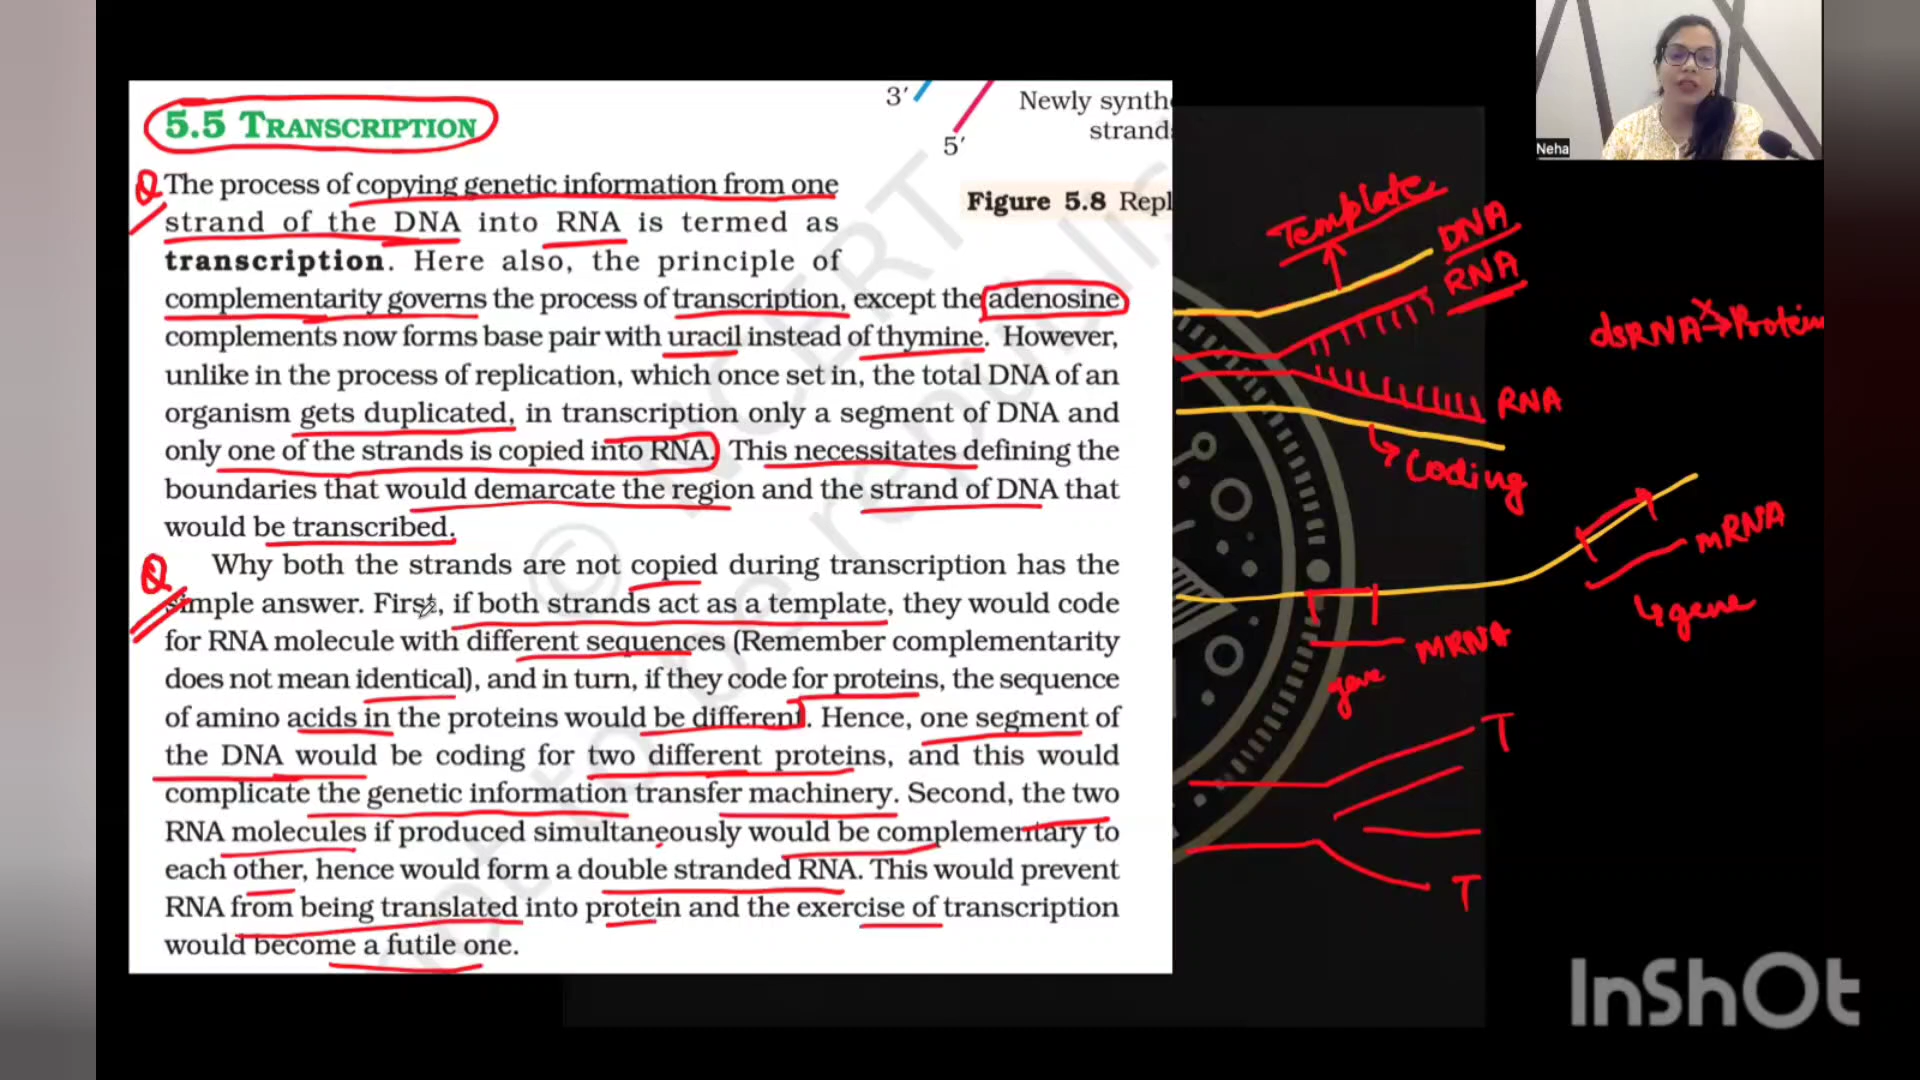 5.5 TRANSCRIPTION
3′
5′
Newly synth
strand
Figure 5.8 Repl
Q
The process of copying genetic information from one
strand of the DNA into RNA is termed as
transcription. Here also, the principle of
complementarity governs the process of transcription, except the adenosine
complements now forms base pair with uracil instead of thymine. However,
unlike in the process of replication, which once set in, the total DNA of an
organism gets duplicated, in transcription only a segment of DNA and
only one of the strands is copied into RNA. This necessitates defining the
boundaries that would demarcate the region and the strand of DNA that
would be transcribed.
Q
Why both the strands are not copied during transcription has the
simple answer. First, if both strands act as a template, they would code
for RNA molecule with different sequences (Remember complementarity
does not mean identical), and in turn, if they code for proteins, the sequence
of amino acids in the proteins would be different. Hence, one segment of
the DNA would be coding for two different proteins, and this would
complicate the genetic information transfer machinery. Second, the two
RNA molecules if produced simultaneously would be complementary to
each other, hence would form a double stranded RNA. This would prevent
RNA from being translated into protein and the exercise of transcription
would become a futile one.
© NCERT
not to be republis
Neha
Template
DNA
RNA
dsRNA → Protein
RNA
Coding
mRNA
gene
mRNA
gene
T
T
InShOt